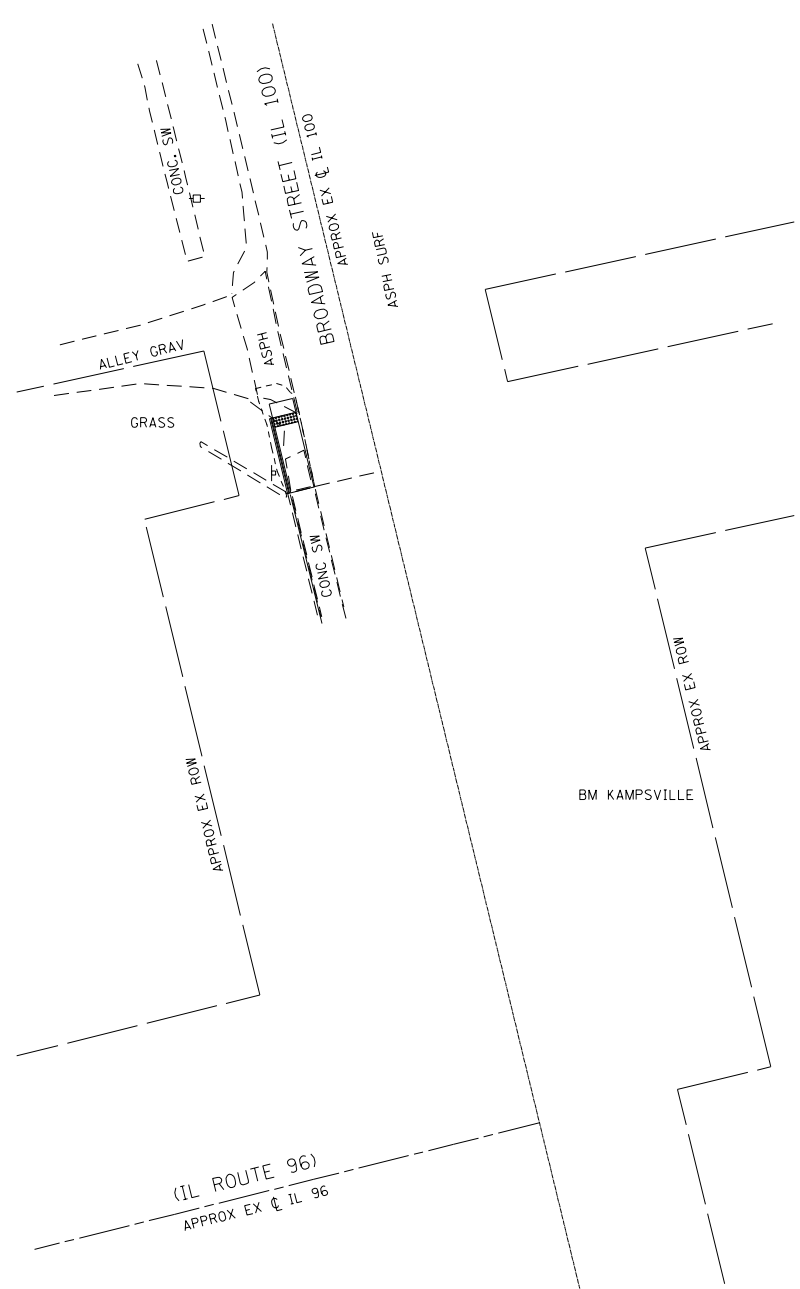 CONC. SW
BROADWAY STREET (IL 100)
APPROX EX ℄ IL 100
ASPH SURF
ASPH
ALLEY GRAV
GRASS
CONC SW
APPROX EX ROW
APPROX EX ROW
BM KAMPSVILLE
(IL ROUTE 96)
APPROX EX ℄ IL 96